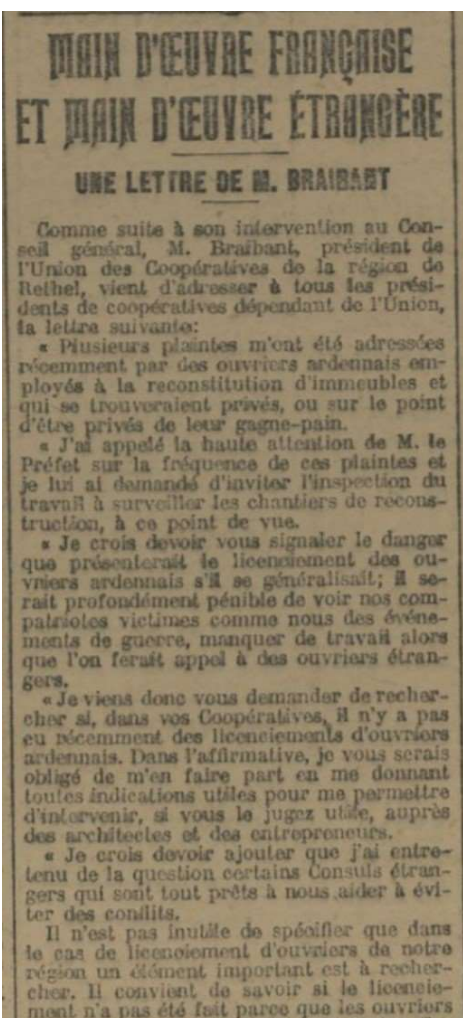 MAIN D'ŒUVRE FRANÇAISE
ET MAIN D'ŒUVRE ÉTRANGÈRE
UNE LETTRE DE M. BRAIBANT
Comme suite à son intervention au Con-
seil général, M. Braibant, président de
l'Union des Coopératives de la région de
Rethel, vient d'adresser à tous les prési-
dents de coopératives dépendant de l'Union,
la lettre suivante:
« Plusieurs plaintes m'ont été adressées
récemment par des ouvriers ardennais em-
ployés à la reconstitution d'immeubles et
qui se trouveraient privés, ou sur le point
d'être privés de leur gagne-pain.
« J'ai appelé la haute attention de M. le
Préfet sur la fréquence de ces plaintes et
je lui ai demandé d'inviter l'inspection du
travail à surveiller les chantiers de recons-
truction, à ce point de vue.
« Je crois devoir vous signaler le danger
que présenterait le licenciement des ou-
vriers ardennais s'il se généralisait; il se-
rait profondément pénible de voir nos com-
patriotes victimes comme nous des événe-
ments de guerre, manquer de travail alors
que l'on ferait appel à des ouvriers étran-
gers.
« Je viens donc vous demander de recher-
cher si, dans vos Coopératives, il n'y a pas
eu récemment des licenciements d'ouvriers
ardennais. Dans l'affirmative, je vous serais
obligé de m'en faire part en me donnant
toutes indications utiles pour me permettre
d'intervenir, si vous le jugez utile, auprès
des architectes et des entrepreneurs.
« Je crois devoir ajouter que j'ai entre-
tenu de la question certains Consuls étran-
gers qui sont tout prêts à nous aider à évi-
ter des conflits.
Il n'est pas inutile de spécifier que dans
le cas de licenciement d'ouvriers de notre
région un élément important est à recher-
cher. Il convient de savoir si le licencie-
ment n'a pas été fait parce que les ouvriers